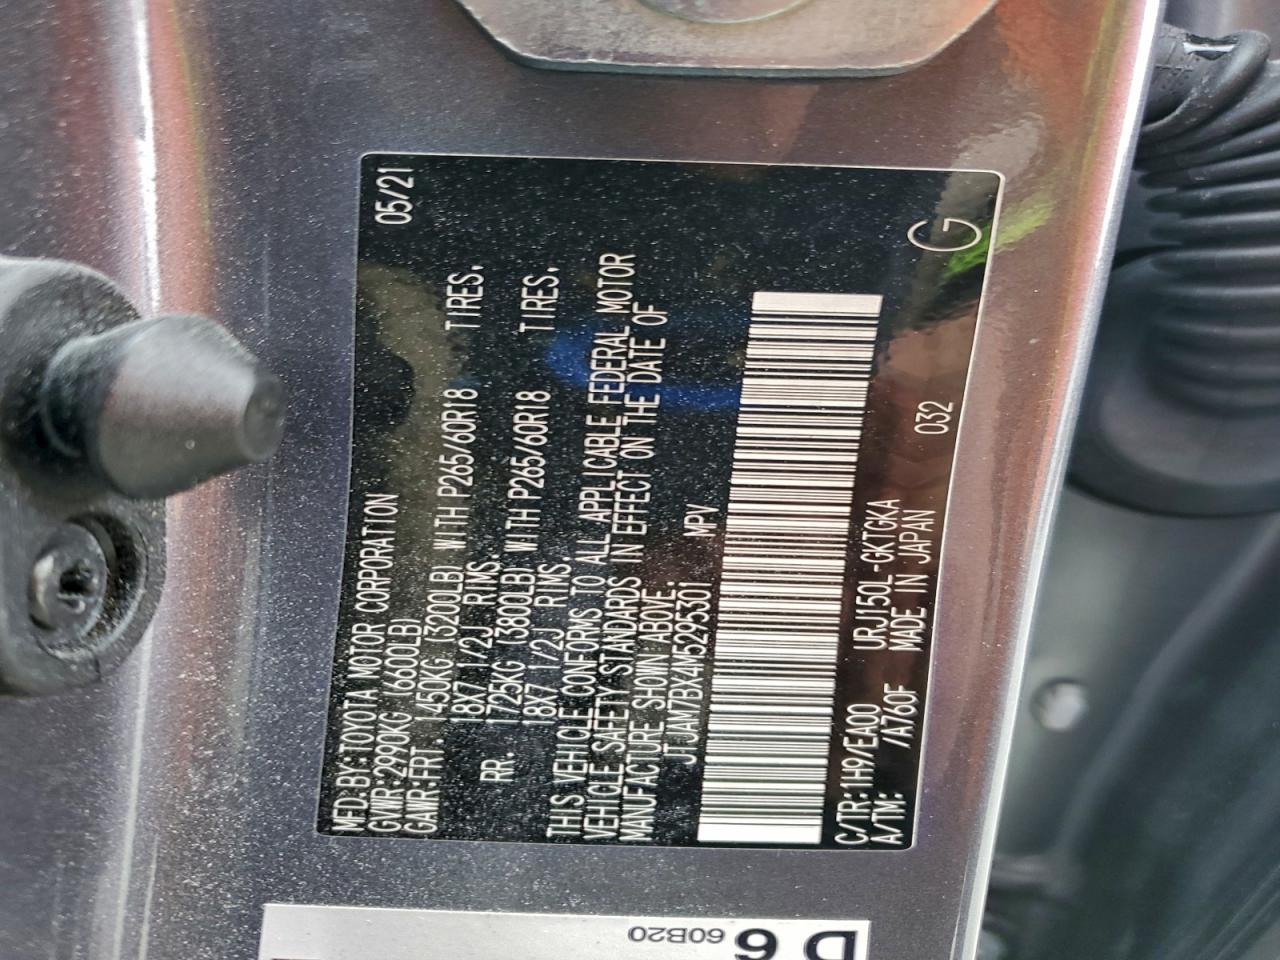 05/21
MFD.BY:TOYOTA MOTOR CORPORATION
GVWR:2990KG (6600LB)
GAWR:FRT. 1450KG (3200LB) WITH P265/60R18 TIRES,
18X7 1/2J RIMS.
RR. 1725KG (3800LB) WITH P265/60R18 TIRES,
18X7 1/2J RIMS.
THIS VEHICLE CONFORMS TO ALL APPLICABLE FEDERAL MOTOR
VEHICLE SAFETY STANDARDS IN EFFECT ON THE DATE OF
MANUFACTURE SHOWN ABOVE.
JTJAM7BX4M5295301 MPV
C/TR:1H9/EA00 URJ150L-GKTGKA
A/TM: /A760F MADE IN JAPAN 032 G
D 6
60B20